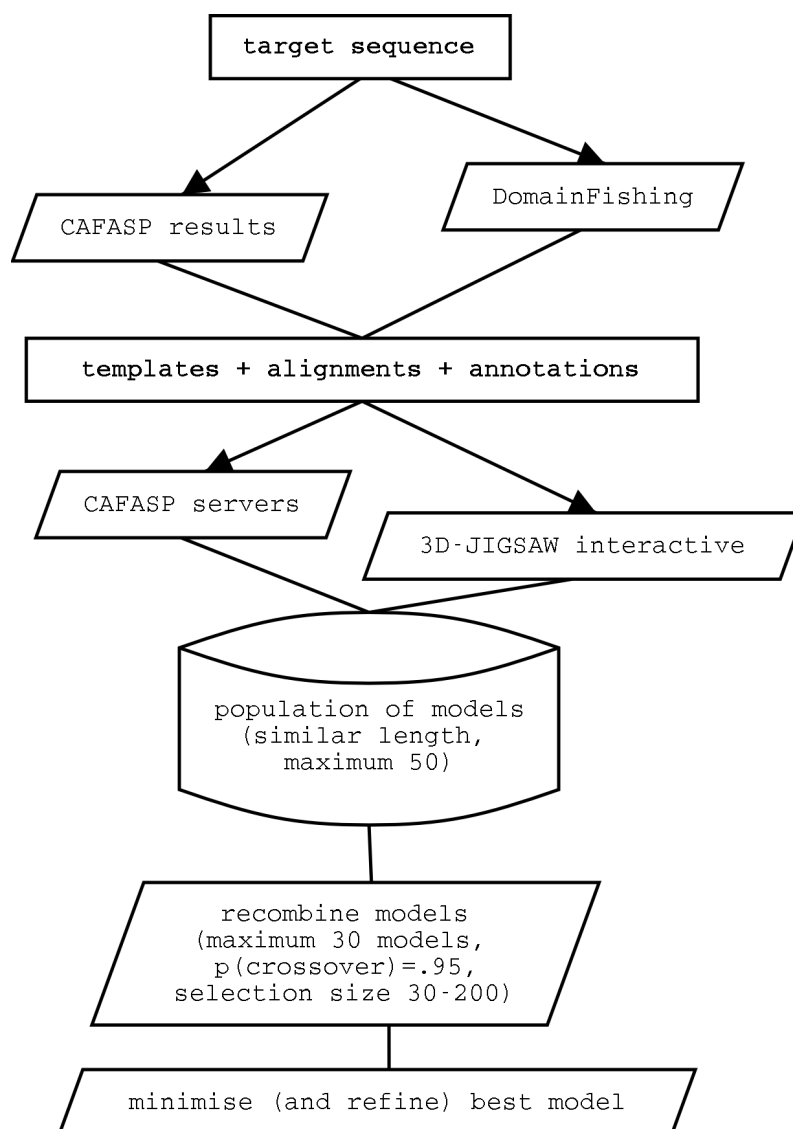 target sequence
CAFASP results
DomainFishing
templates + alignments + annotations
CAFASP servers
3D-JIGSAW interactive
population of models
(similar length,
maximum 50)
recombine models
(maximum 30 models,
p(crossover)=.95,
selection size 30-200)
minimise (and refine) best model